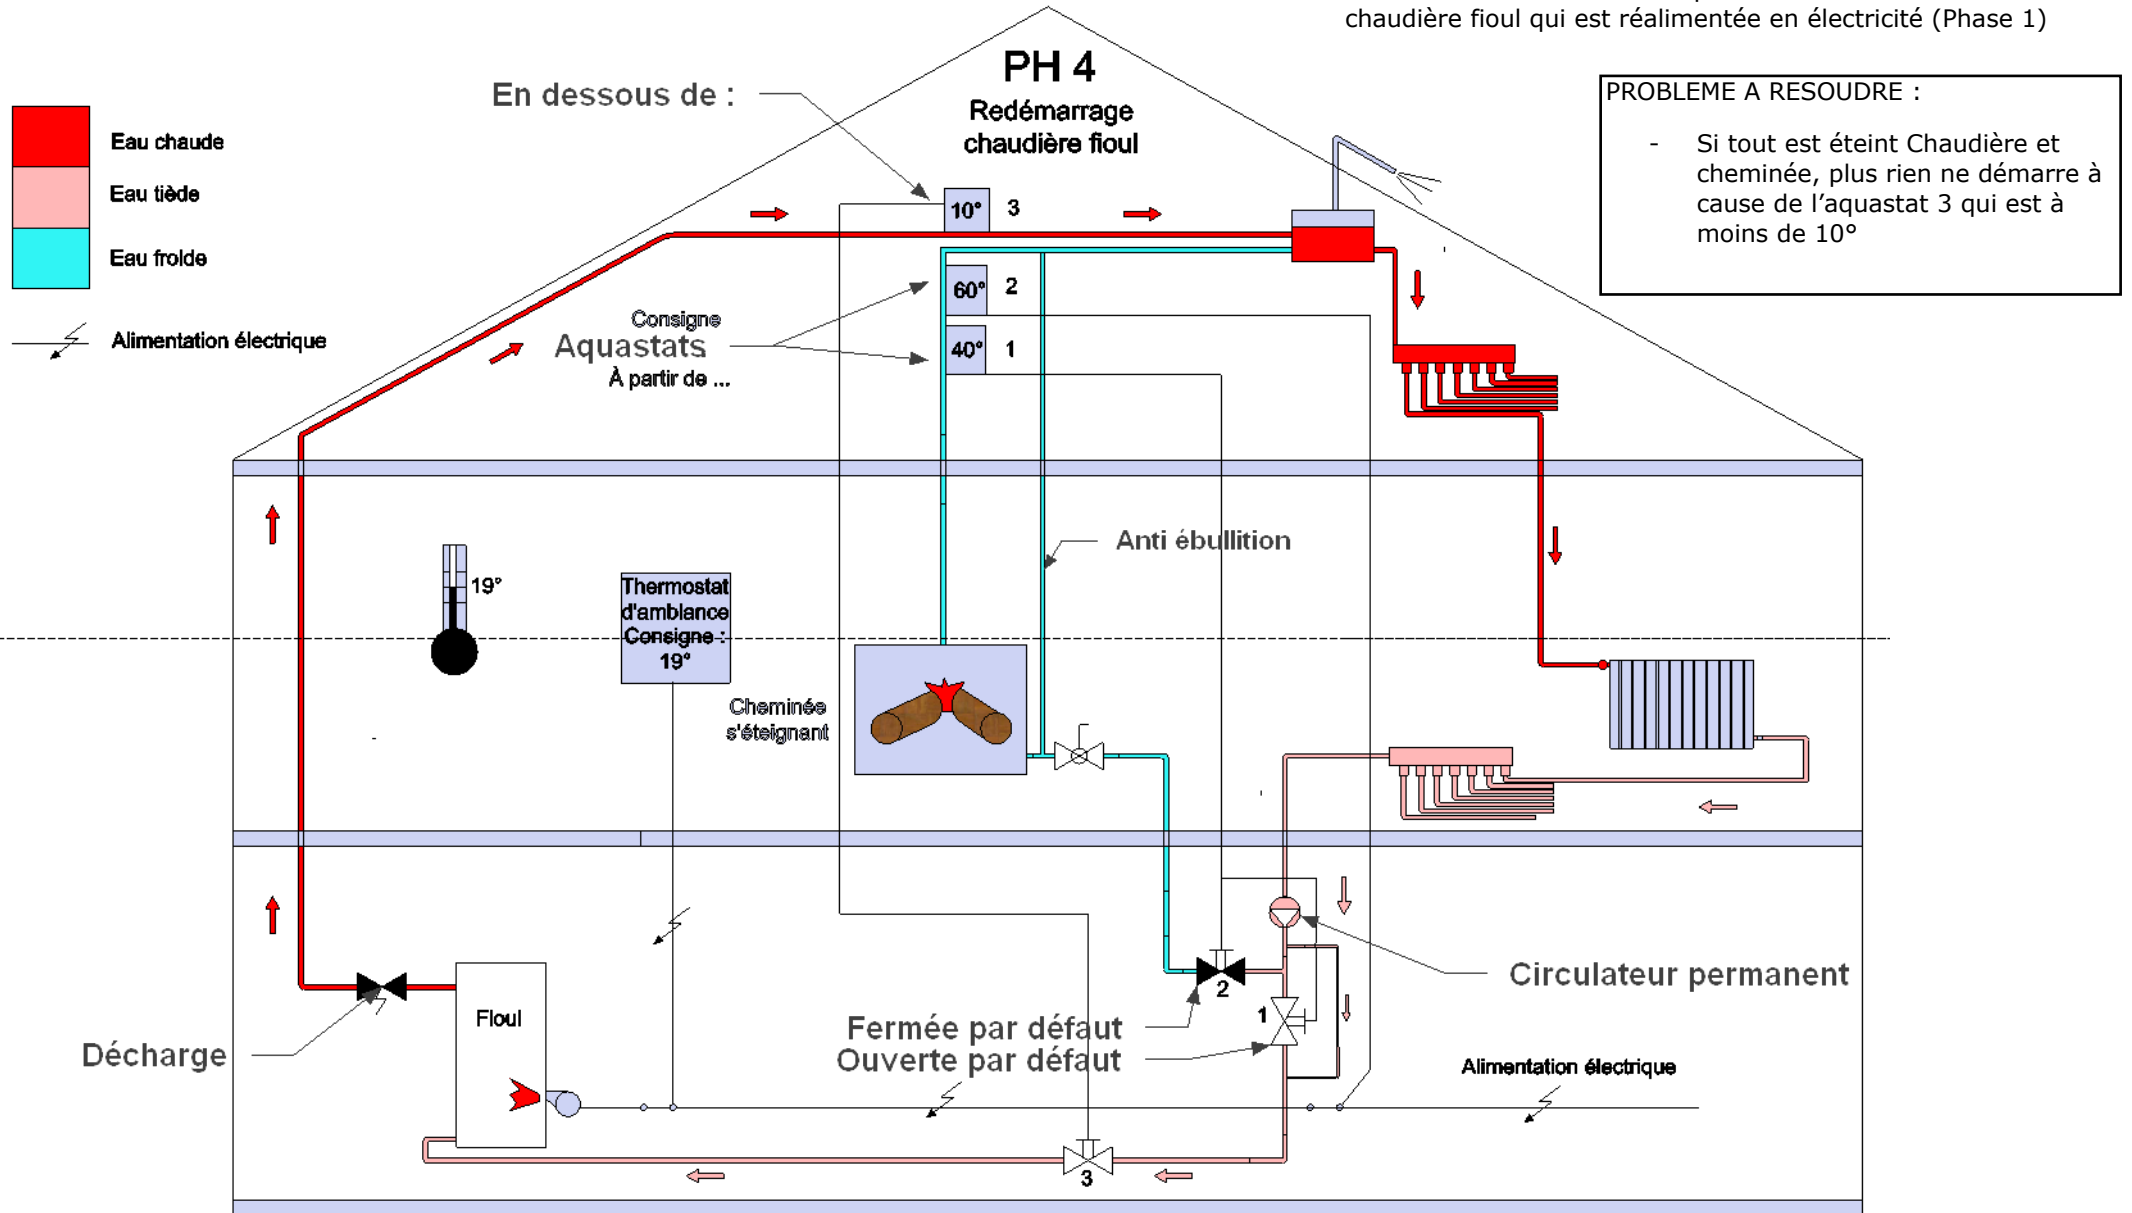 chaudière fioul qui est réalimentée en électricité (Phase 1)
PH 4
Redémarrage
chaudière fioul
En dessous de :
PROBLEME A RESOUDRE :
- Si tout est éteint Chaudière et
cheminée, plus rien ne démarre à
cause de l'aquastat 3 qui est à
moins de 10°
Eau chaude
Eau tiède
Eau froide
Alimentation électrique
10° 3
60° 2
40° 1
Consigne
Aquastats
À partir de ...
Anti ébullition
19°
Thermostat
d'ambiance
Consigne :
19°
Cheminée
s'éteignant
Circulateur permanent
2
1
Fermée par défaut
Ouverte par défaut
Décharge
Fioul
Alimentation électrique
3